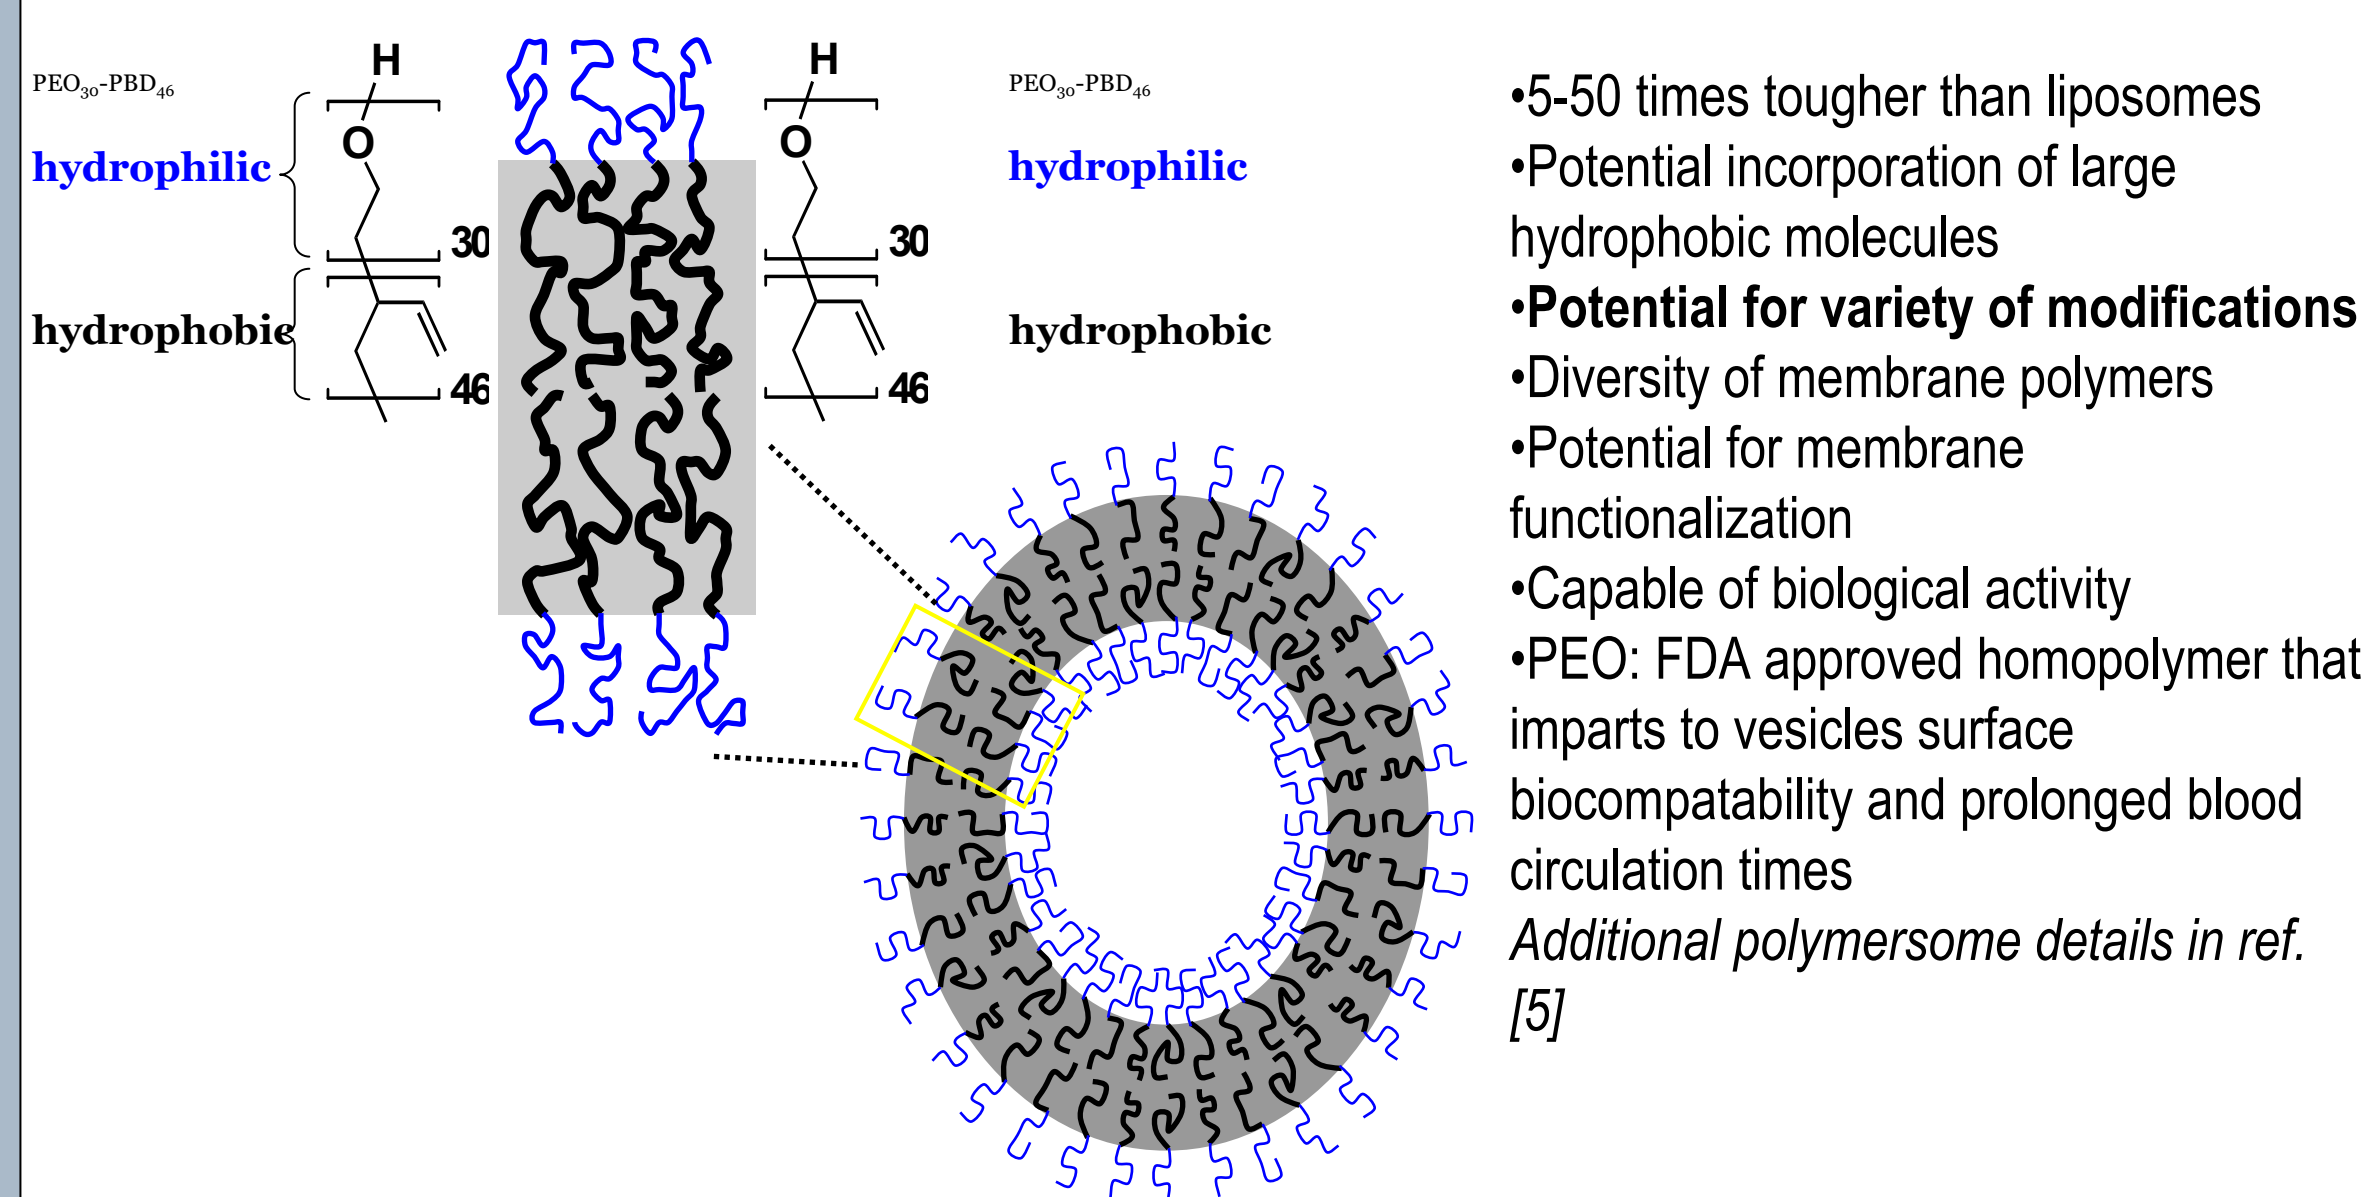 PEO30-PBD46
hydrophilic
hydrophobic
H
O
30
46
H
O
30
46
PEO30-PBD46
hydrophilic
hydrophobic
•5-50 times tougher than liposomes
•Potential incorporation of large
hydrophobic molecules
•Potential for variety of modifications
•Diversity of membrane polymers
•Potential for membrane
functionalization
•Capable of biological activity
•PEO: FDA approved homopolymer that
imparts to vesicles surface
biocompatability and prolonged blood
circulation times
Additional polymersome details in ref.
[5]